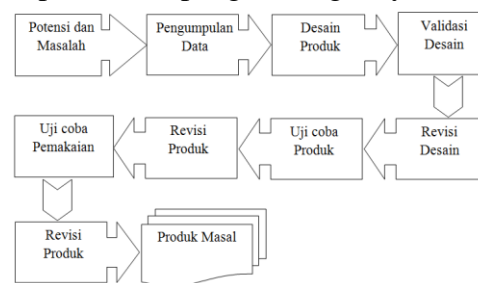 Potensi dan
Masalah
Pengumpulan
Data
Desain
Produk
Validasi
Desain
Uji coba
Pemakaian
Revisi
Produk
Uji coba
Produk
Revisi
Desain
Revisi
Produk
Produk Masal